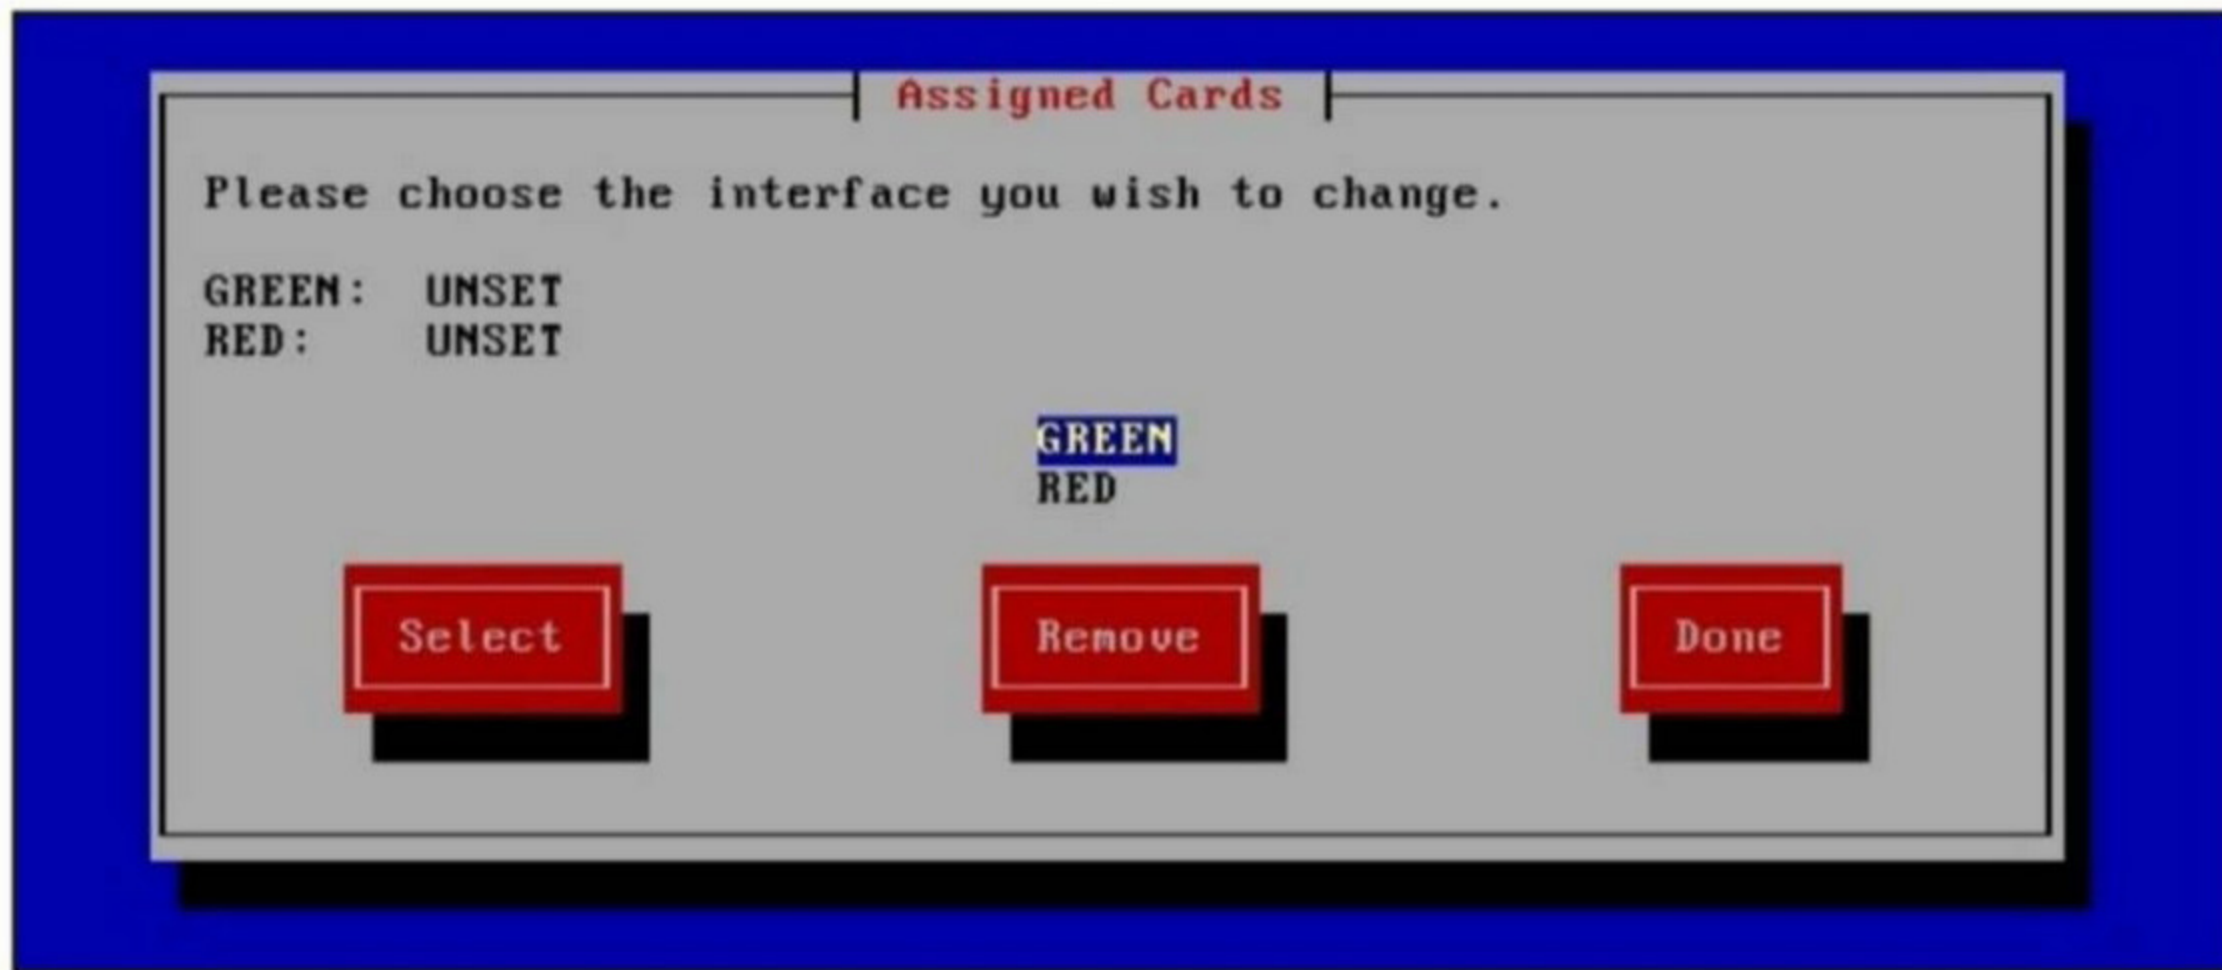 Assigned Cards
Please choose the interface you wish to change.
GREEN: UNSET
RED: UNSET
GREEN
RED
Select Remove Done